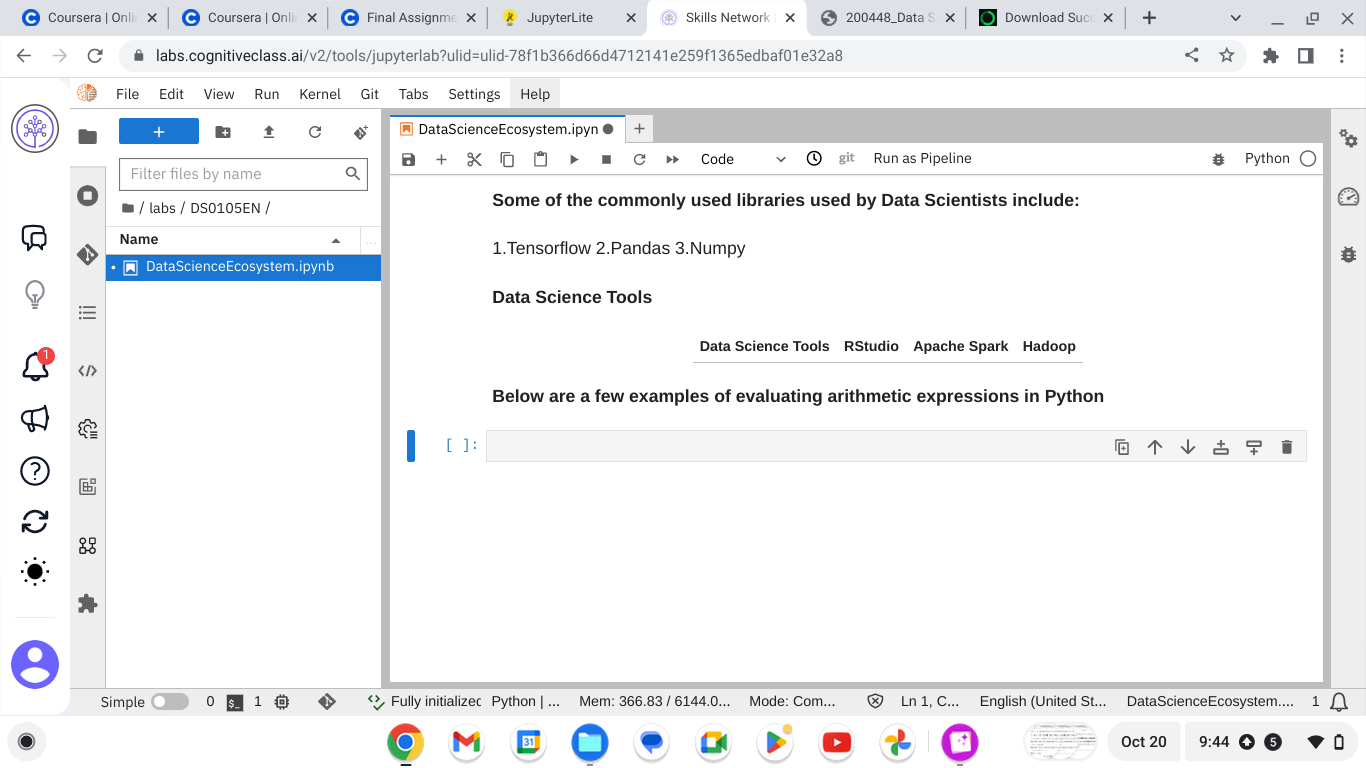 Coursera | Onlin
Coursera | Onlin
Final Assignme
JupyterLite
Skills Network
200448_Data S
Download Succ
labs.cognitiveclass.ai/v2/tools/jupyterlab?ulid=ulid-78f1b366d66d4712141e259f1365edbaf01e32a8
File Edit View Run Kernel Git Tabs Settings Help
DataScienceEcosystem.ipyn
Code
git
Run as Pipeline
Python
Filter files by name
/ labs / DS0105EN /
Name
...
DataScienceEcosystem.ipynb
1
Some of the commonly used libraries used by Data Scientists include:
1.Tensorflow 2.Pandas 3.Numpy
Data Science Tools
Data Science Tools RStudio Apache Spark Hadoop
Below are a few examples of evaluating arithmetic expressions in Python
[ ]:
Simple 0 $_ 1 Fully initialized Python | ... Mem: 366.83 / 6144.0... Mode: Com... Ln 1, C... English (United St... DataScienceEcosystem.... 1
31
Oct 20
9:44 5